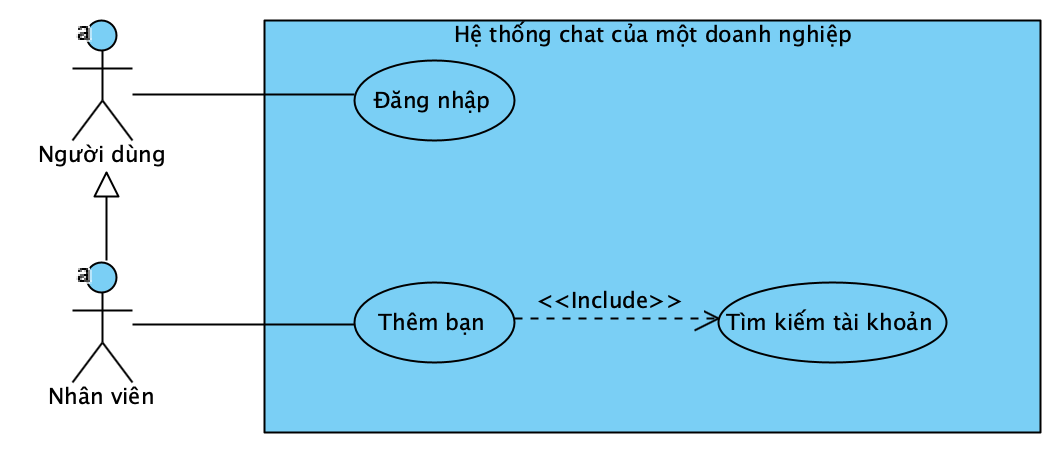 Hệ thống chat của một doanh nghiệp
a
Đăng nhập
Người dùng
a
<<Include>>
Thêm bạn
Tìm kiếm tài khoản
Nhân viên